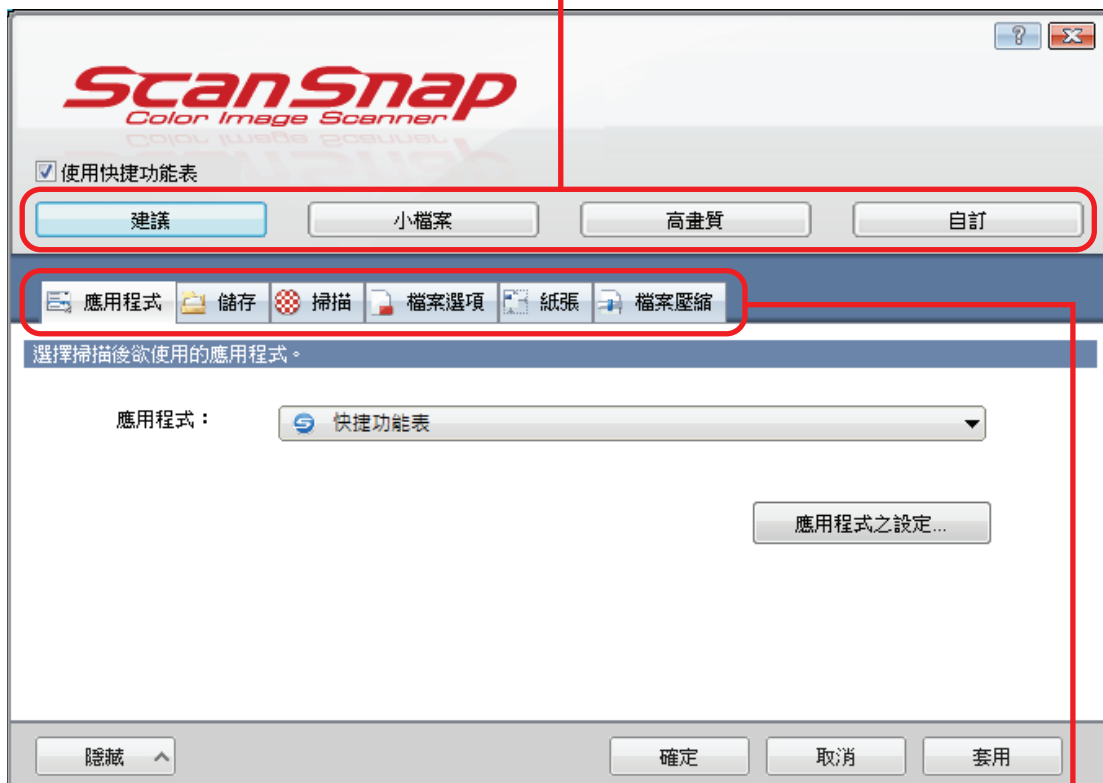 ?
ScanSnap
Color Image Scanner
使用快捷功能表
建議 小檔案 高畫質 自訂
應用程式 儲存 掃描 檔案選項 紙張 檔案壓縮
選擇掃描後欲使用的應用程式。
應用程式： 快捷功能表
應用程式之設定...
隱藏 確定 取消 套用